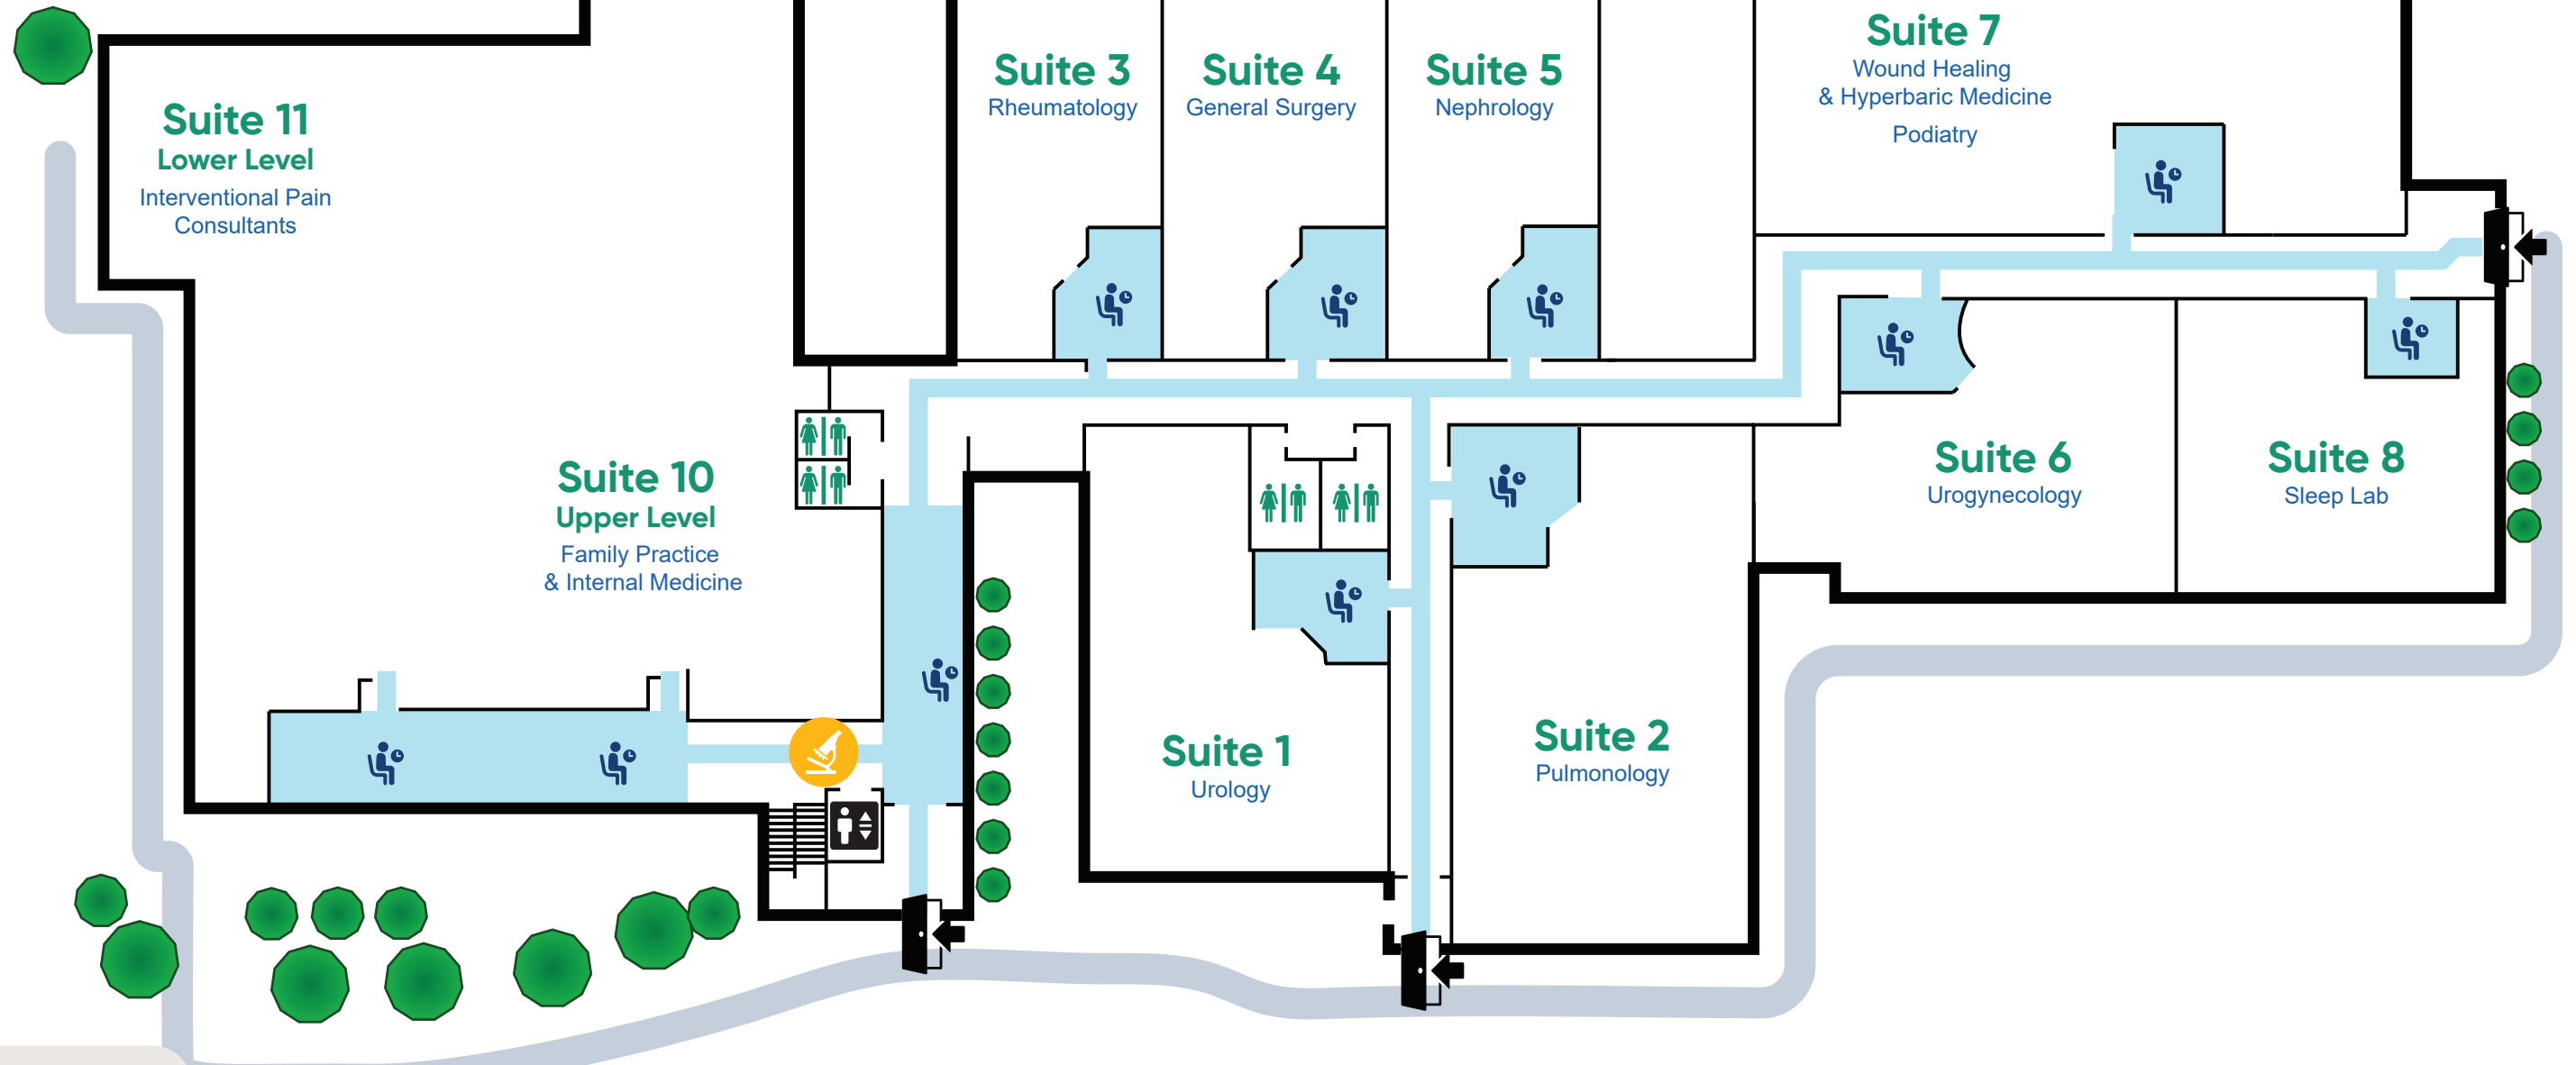 Suite 11
Lower Level
Interventional Pain
Consultants
Suite 3
Rheumatology
Suite 4
General Surgery
Suite 5
Nephrology
Suite 7
Wound Healing
& Hyperbaric Medicine
Podiatry
Suite 10
Upper Level
Family Practice
& Internal Medicine
Suite 6
Urogynecology
Suite 8
Sleep Lab
Suite 1
Urology
Suite 2
Pulmonology